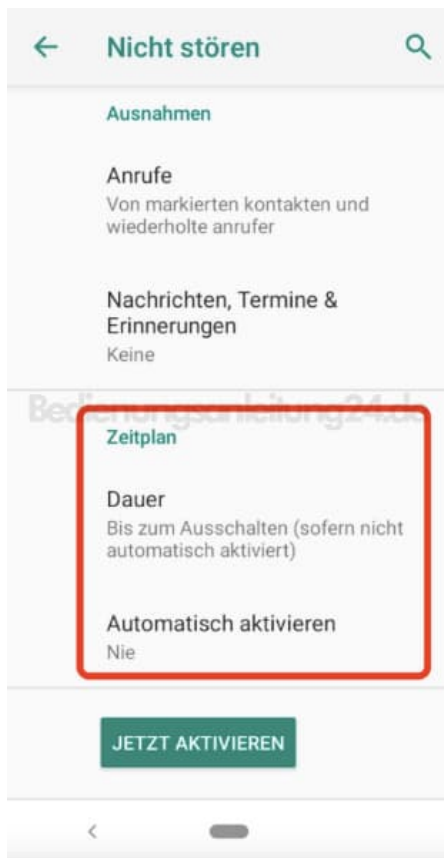 Nicht stören
Ausnahmen
Anrufe
Von markierten kontakten und
wiederholte anrufer
Nachrichten, Termine &
Erinnerungen
Keine
Bedienungsanleitung24.de
Zeitplan
Dauer
Bis zum Ausschalten (sofern nicht
automatisch aktiviert)
Automatisch aktivieren
Nie
JETZT AKTIVIEREN